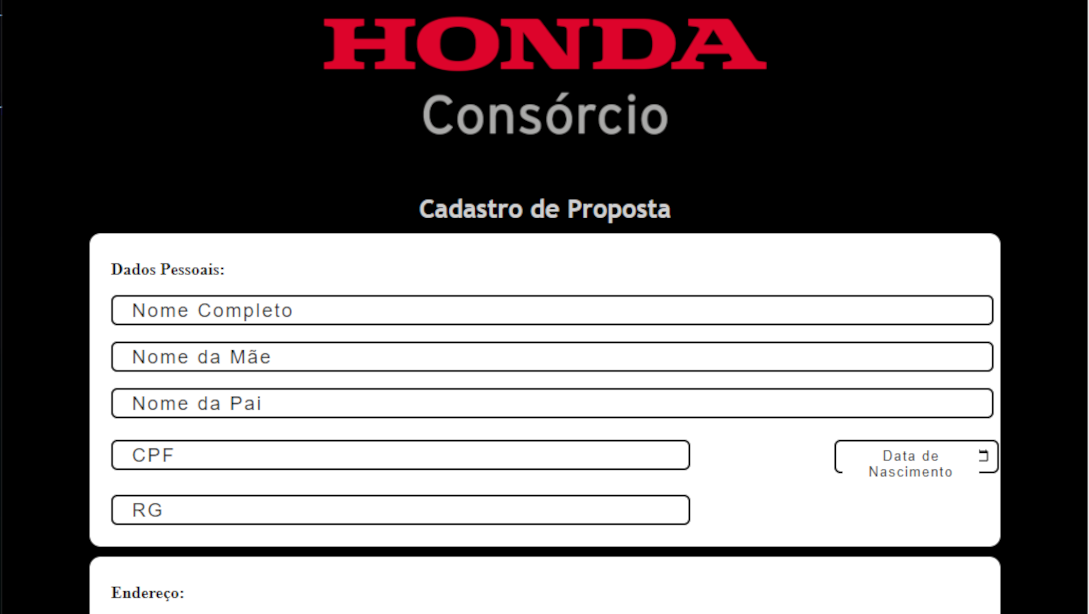 HONDA
Consórcio
Cadastro de Proposta
Dados Pessoais:
Nome Completo
Nome da Mãe
Nome da Pai
CPF
Data de
Nascimento
RG
Endereço: